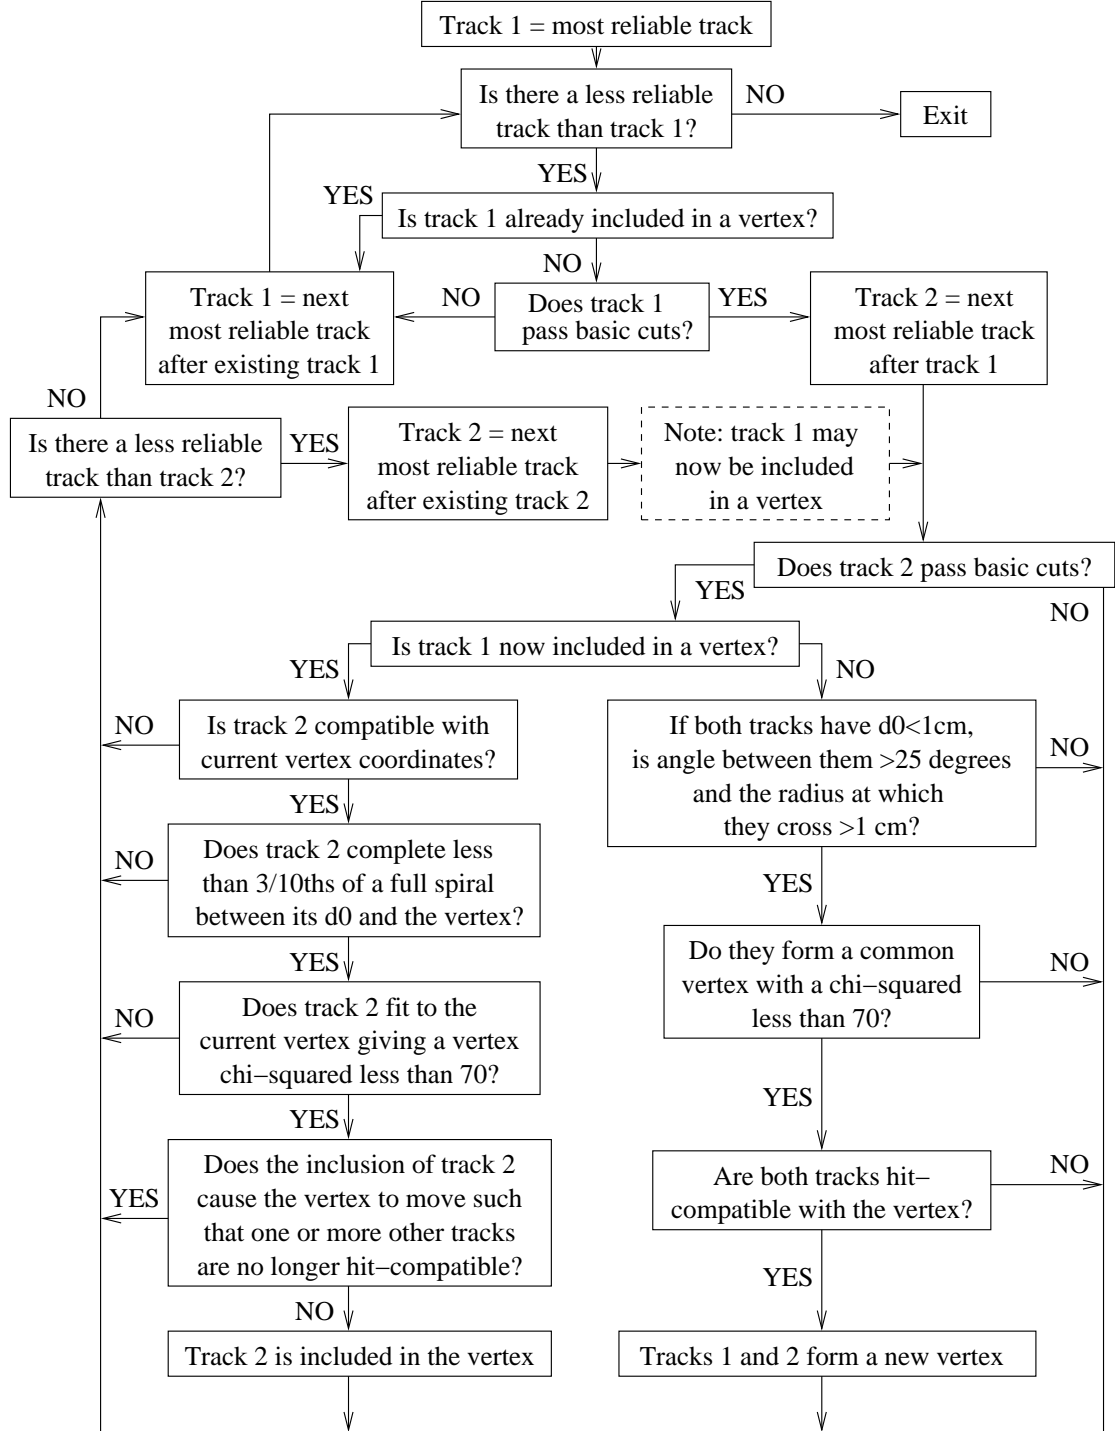 Track 1 = most reliable track
Is there a less reliable
track than track 1?
NO
Exit
YES
YES
Is track 1 already included in a vertex?
NO
Track 1 = next
most reliable track
after existing track 1
NO
Does track 1
pass basic cuts?
YES
Track 2 = next
most reliable track
after track 1
NO
Is there a less reliable
track than track 2?
YES
Track 2 = next
most reliable track
after existing track 2
Note: track 1 may
now be included
in a vertex
Does track 2 pass basic cuts?
YES
NO
Is track 1 now included in a vertex?
YES
NO
NO
Is track 2 compatible with
current vertex coordinates?
If both tracks have d0<1cm,
is angle between them >25 degrees
and the radius at which
they cross >1 cm?
NO
YES
NO
Does track 2 complete less
than 3/10ths of a full spiral
between its d0 and the vertex?
YES
YES
Do they form a common
vertex with a chi−squared
less than 70?
NO
NO
Does track 2 fit to the
current vertex giving a vertex
chi−squared less than 70?
YES
YES
Does the inclusion of track 2
cause the vertex to move such
that one or more other tracks
are no longer hit−compatible?
YES
Are both tracks hit−
compatible with the vertex?
NO
YES
NO
Track 2 is included in the vertex
Tracks 1 and 2 form a new vertex